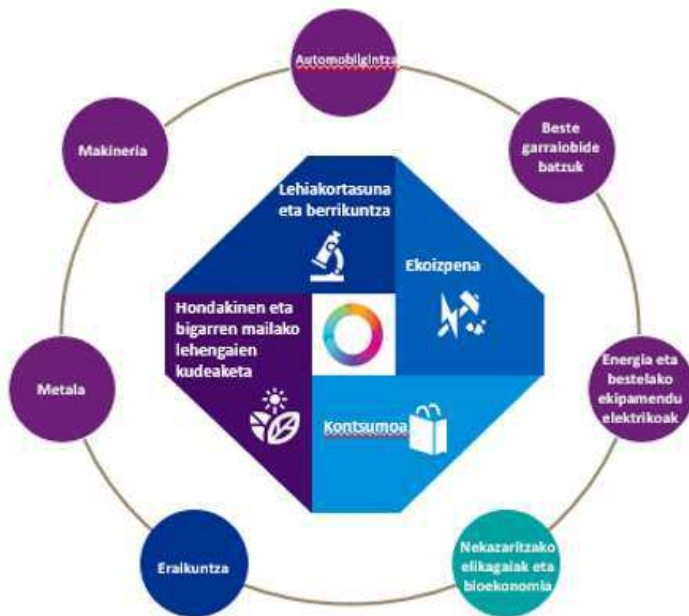 Automobilgintza
Makineria
Beste
garraiobide
batzuk
Lehiakortasuna
eta berrikuntza
Ekoizpena
Hondakinen eta
bigarren mailako
lehengaien
kudeaketa
Metala
Energia eta
bestelako
ekipamendu
elektrikoak
Kontsumoa
Eraikuntza
Nekazaritzako
elikagaiak eta
bioekonomia